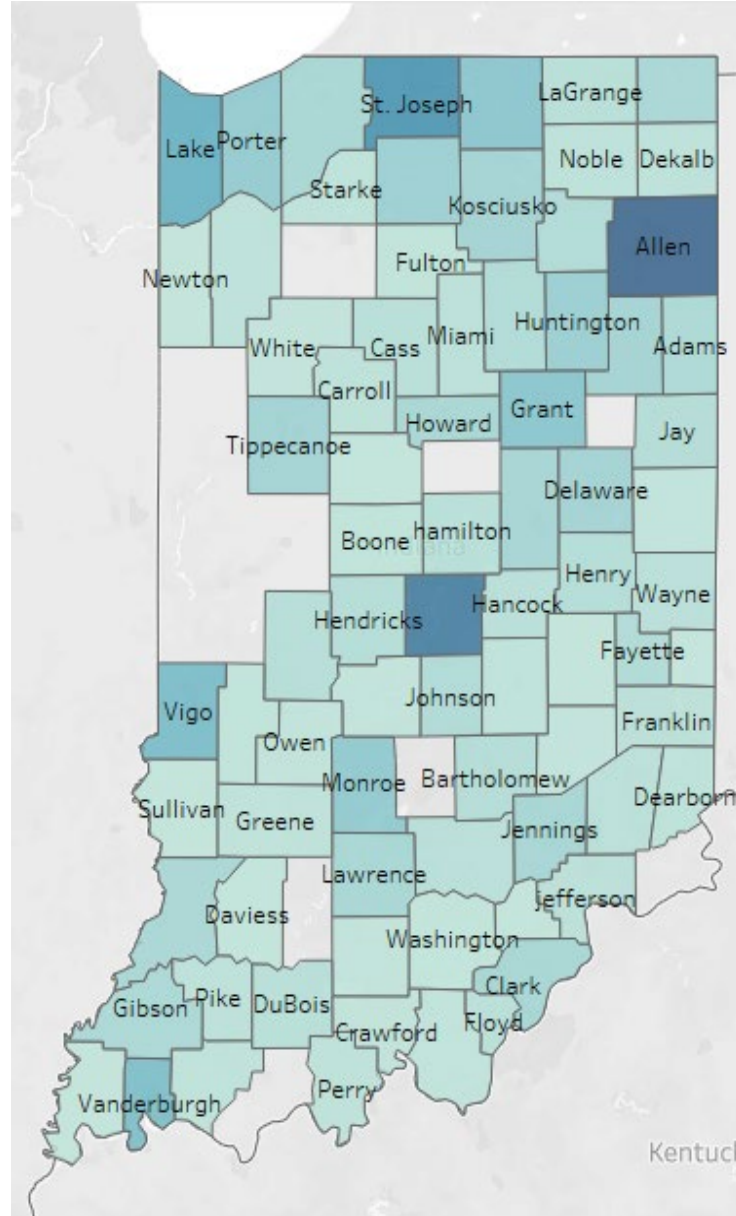 LaGrange
St. Joseph
Lake
Porter
Noble
Dekalb
Starke
Kosciusko
Allen
Fulton
Newton
Miami
Huntington
White
Cass
Adams
Carroll
Grant
Howard
Jay
Tippecanoe
Delaware
hamilton
Boone
Indiana
Henry
Wayne
Hancock
Hendricks
Fayette
Johnson
Vigo
Franklin
Owen
Monroe
Bartholomew
Dearborn
Sullivan
Greene
Jennings
Lawrence
jefferson
Daviess
Washington
Clark
Pike
Gibson
DuBois
Floyd
Crawford
Perry
Vanderburgh
Kentucl